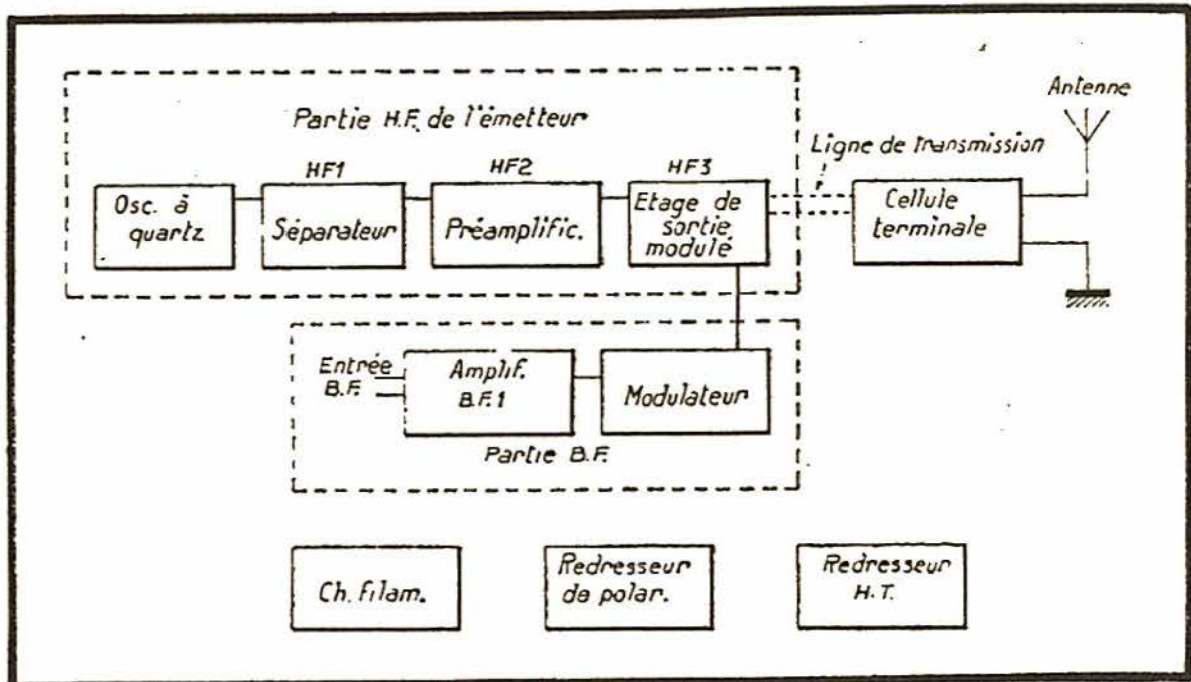 Partie H.F. de l'émetteur
Antenne
Ligne de transmission
HF1
HF2
HF3
Osc. à
quartz
Séparateur
Préamplific.
Etage de
sortie
modulé
Cellule
terminale
Entrée
B.F.
Amplif.
B.F.1
Modulateur
Partie B.F.
Ch. filam.
Redresseur
de polar.
Redresseur
H.T.